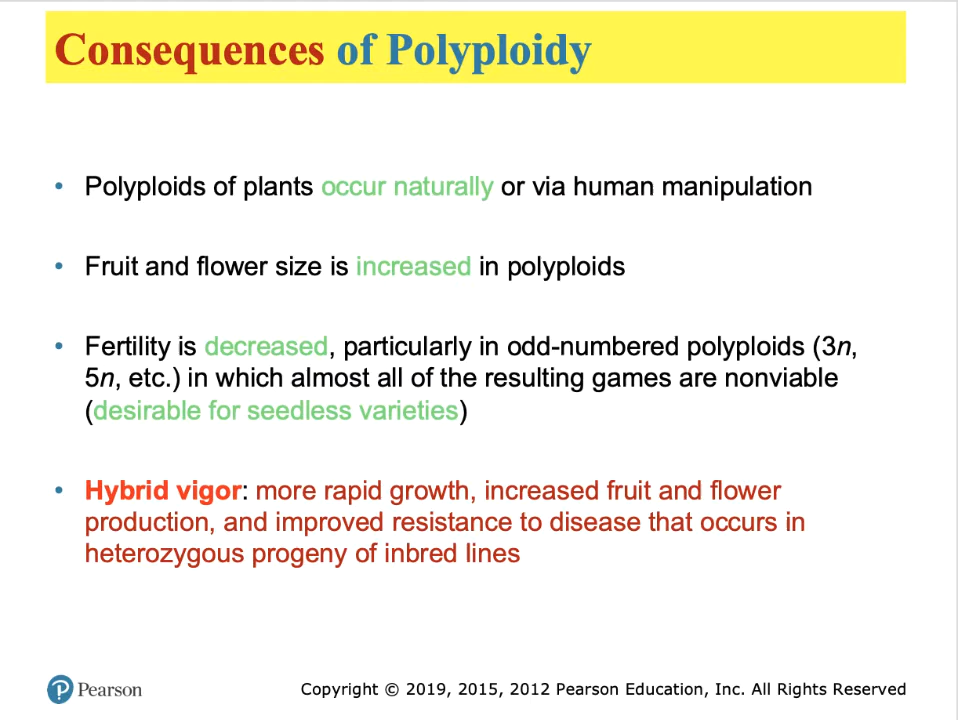 Consequences of Polyploidy
• Polyploids of plants occur naturally or via human manipulation
• Fruit and flower size is increased in polyploids
• Fertility is decreased, particularly in odd-numbered polyploids (3n,
5n, etc.) in which almost all of the resulting games are nonviable
(desirable for seedless varieties)
• Hybrid vigor: more rapid growth, increased fruit and flower
production, and improved resistance to disease that occurs in
heterozygous progeny of inbred lines
P Pearson
Copyright © 2019, 2015, 2012 Pearson Education, Inc. All Rights Reserved